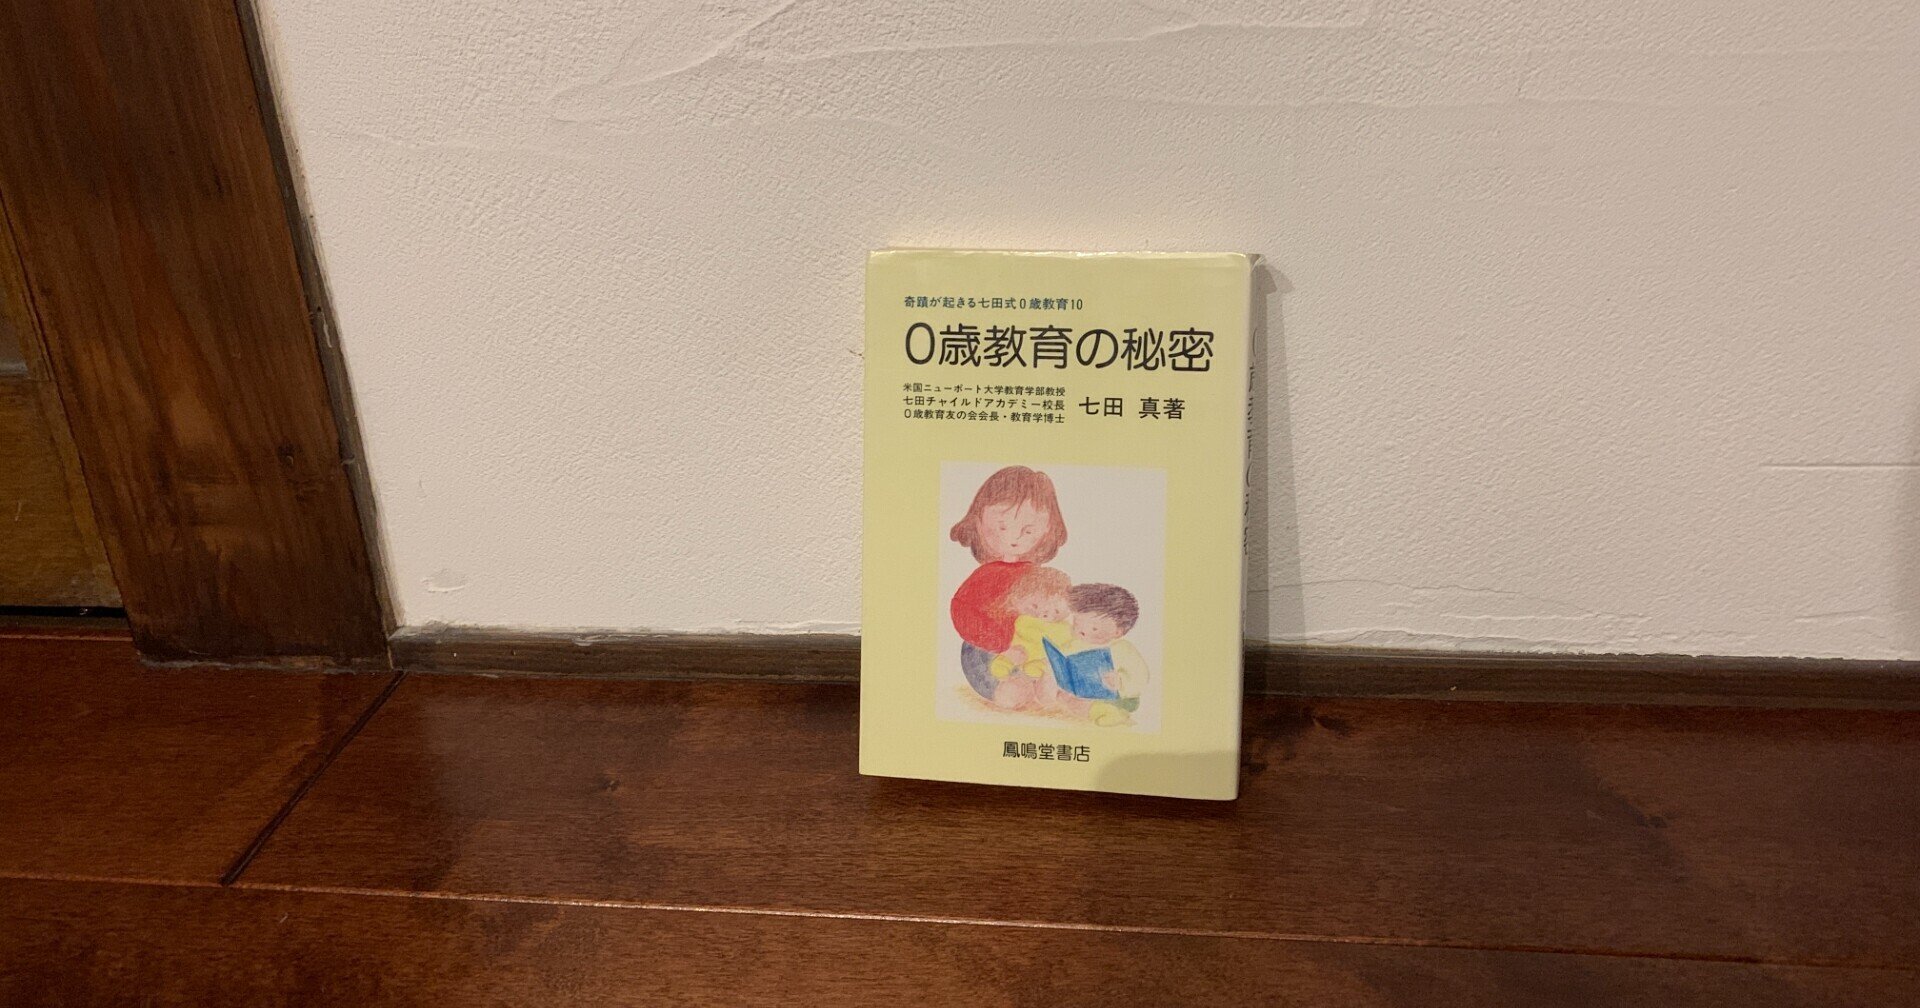 奇蹟が起きる七田式0歳教育10
0歳教育の秘密
米国ニューポート大学教育学部教授
七田チャイルドアカデミー校長
0歳教育友の会会長・教育学博士
七田 真著
鳳鳴堂書店